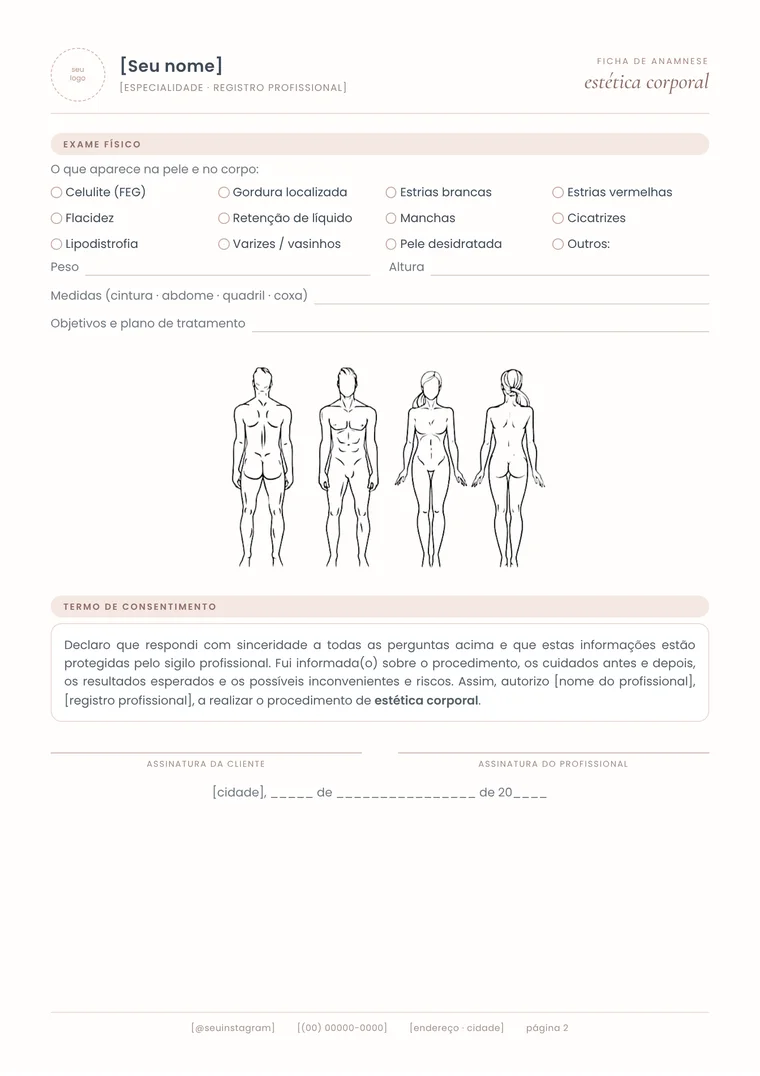 seu
logo
[Seu nome]
[ESPECIALIDADE · REGISTRO PROFISSIONAL]
FICHA DE ANAMNESE
estética corporal
EXAME FÍSICO
O que aparece na pele e no corpo:
Celulite (FEG) Gordura localizada Estrias brancas Estrias vermelhas
Flacidez Retenção de líquido Manchas Cicatrizes
Lipodistrofia Varizes / vasinhos Pele desidratada Outros:
Peso Altura
Medidas (cintura · abdome · quadril · coxa)
Objetivos e plano de tratamento
TERMO DE CONSENTIMENTO
Declaro que respondi com sinceridade a todas as perguntas acima e que estas informações estão
protegidas pelo sigilo profissional. Fui informada(o) sobre o procedimento, os cuidados antes e depois,
os resultados esperados e os possíveis inconvenientes e riscos. Assim, autorizo [nome do profissional],
[registro profissional], a realizar o procedimento de estética corporal.
ASSINATURA DA CLIENTE ASSINATURA DO PROFISSIONAL
[cidade], _____ de ________________ de 20____
[@seuinstagram] [(00) 00000-0000] [endereço · cidade] página 2